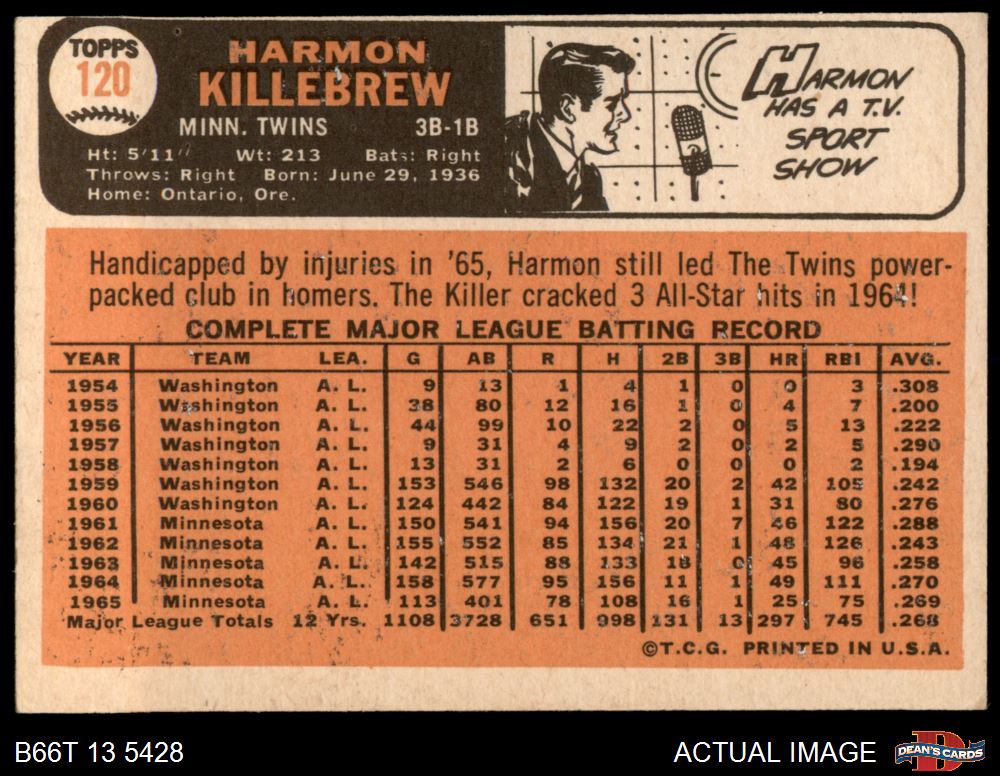 TOPPS
120
HARMON
KILLEBREW
MINN. TWINS 3B-1B
Ht: 5'11" Wt: 213 Bats: Right
Throws: Right Born: June 29, 1936
Home: Ontario, Ore.
HARMON
HAS A T.V.
SPORT
SHOW
Handicapped by injuries in '65, Harmon still led The Twins power-
packed club in homers. The Killer cracked 3 All-Star hits in 1964!
COMPLETE MAJOR LEAGUE BATTING RECORD
YEAR TEAM LEA. G AB R H 2B 3B HR RBI AVG.
1954 Washington A. L. 9 13 1 4 1 0 0 3 .308
1955 Washington A. L. 38 80 12 16 1 0 4 7 .200
1956 Washington A. L. 44 99 10 22 2 0 5 13 .222
1957 Washington A. L. 9 31 4 9 2 0 2 5 .290
1958 Washington A. L. 13 31 2 6 0 0 0 2 .194
1959 Washington A. L. 153 546 98 132 20 2 42 105 .242
1960 Washington A. L. 124 442 84 122 19 1 31 80 .276
1961 Minnesota A. L. 150 541 94 156 20 7 46 122 .288
1962 Minnesota A. L. 155 552 85 134 21 1 48 126 .243
1963 Minnesota A. L. 142 515 88 133 18 0 45 96 .258
1964 Minnesota A. L. 158 577 95 156 11 1 49 111 .270
1965 Minnesota A. L. 113 401 78 108 16 1 25 75 .269
Major League Totals 12 Yrs. 1108 3728 651 998 131 13 297 745 .268
©T.C.G. PRINTED IN U.S.A.
B66T 13 5428 ACTUAL IMAGE DEAN'S CARDS